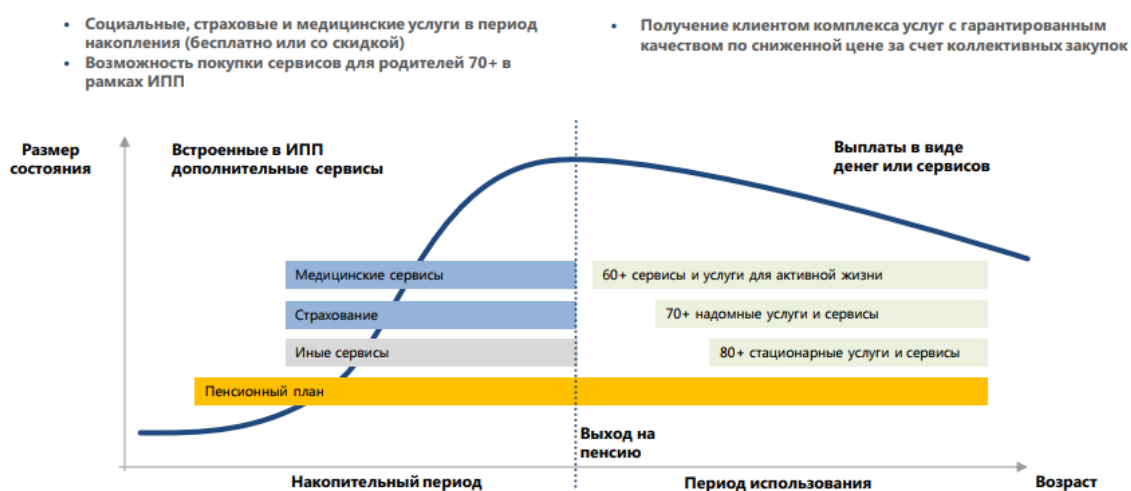 • Социальные, страховые и медицинские услуги в период
накопления (бесплатно или со скидкой)
• Возможность покупки сервисов для родителей 70+ в
рамках ИПП
• Получение клиентом комплекса услуг с гарантированным
качеством по сниженной цене за счет коллективных закупок
Размер
состояния
Встроенные в ИПП
дополнительные сервисы
Выплаты в виде
денег или сервисов
Медицинские сервисы
60+ сервисы и услуги для активной жизни
Страхование
70+ надомные услуги и сервисы
Иные сервисы
80+ стационарные услуги и сервисы
Пенсионный план
Выход на
пенсию
Накопительный период
Период использования
Возраст